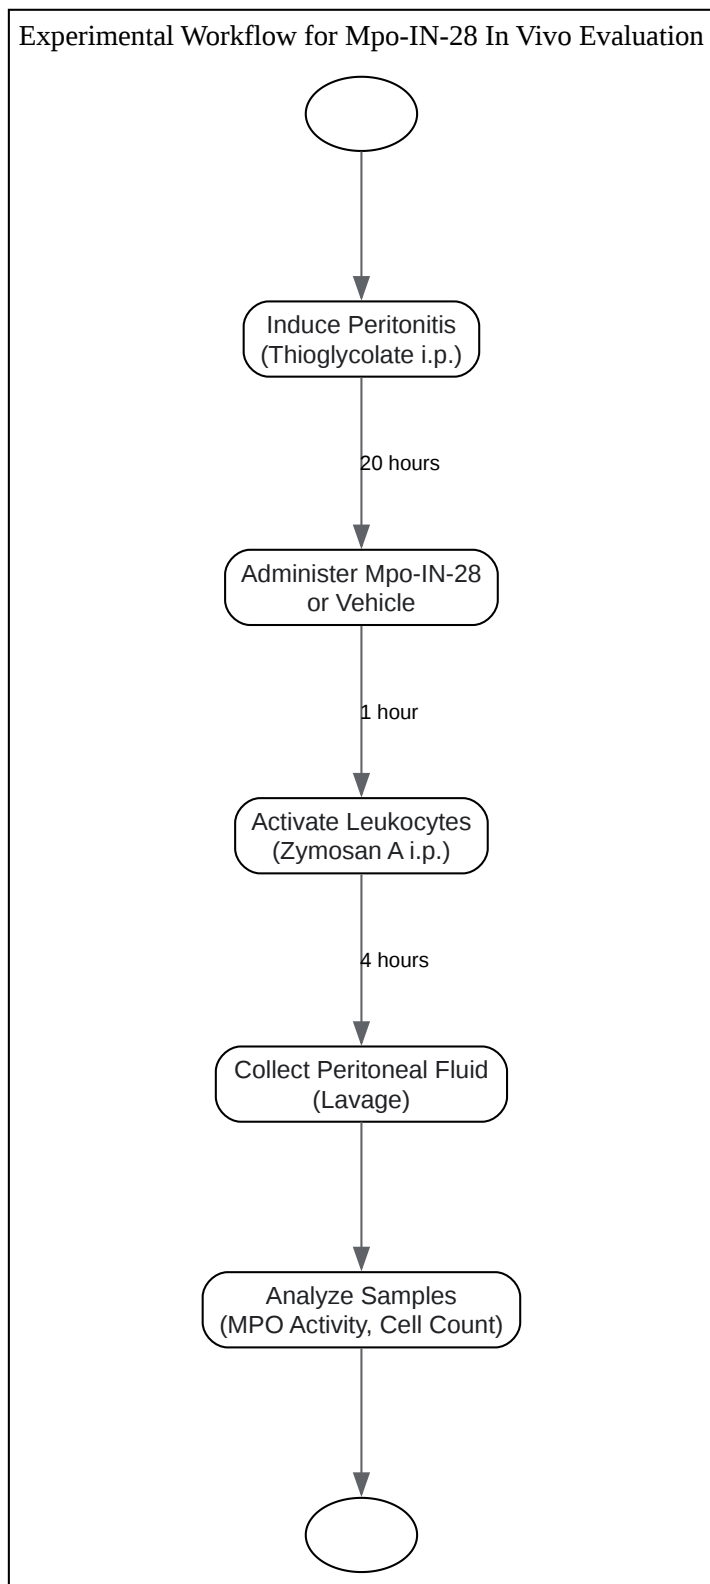 Experimental Workflow for Mpo-IN-28 In Vivo Evaluation
Induce Peritonitis
(Thioglycolate i.p.)
20 hours
Administer Mpo-IN-28
or Vehicle
1 hour
Activate Leukocytes
(Zymosan A i.p.)
4 hours
Collect Peritoneal Fluid
(Lavage)
Analyze Samples
(MPO Activity, Cell Count)